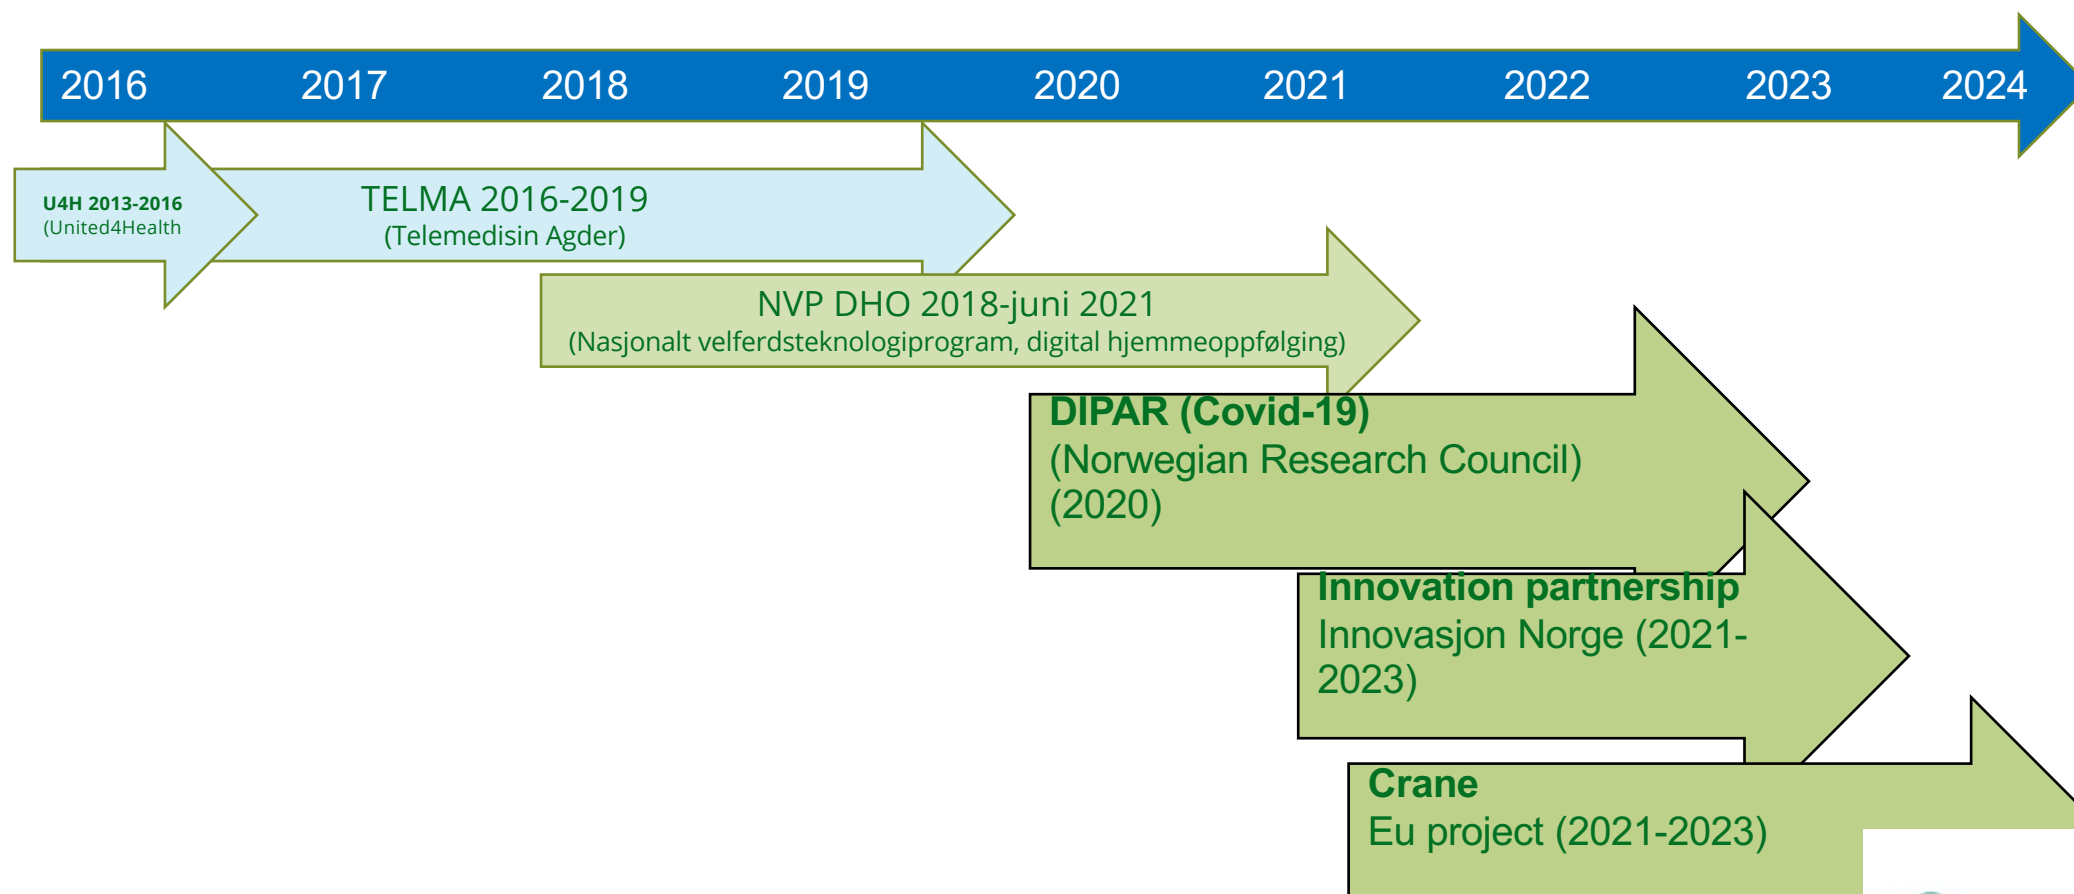 2016 2017 2018 2019 2020 2021 2022 2023 2024
U4H 2013-2016
(United4Health
TELMA 2016-2019
(Telemedisin Agder)
NVP DHO 2018-juni 2021
(Nasjonalt velferdsteknologiprogram, digital hjemmeoppfølging)
DIPAR (Covid-19)
(Norwegian Research Council)
(2020)
Innovation partnership
Innovasjon Norge (2021-
2023)
Crane
Eu project (2021-2023)